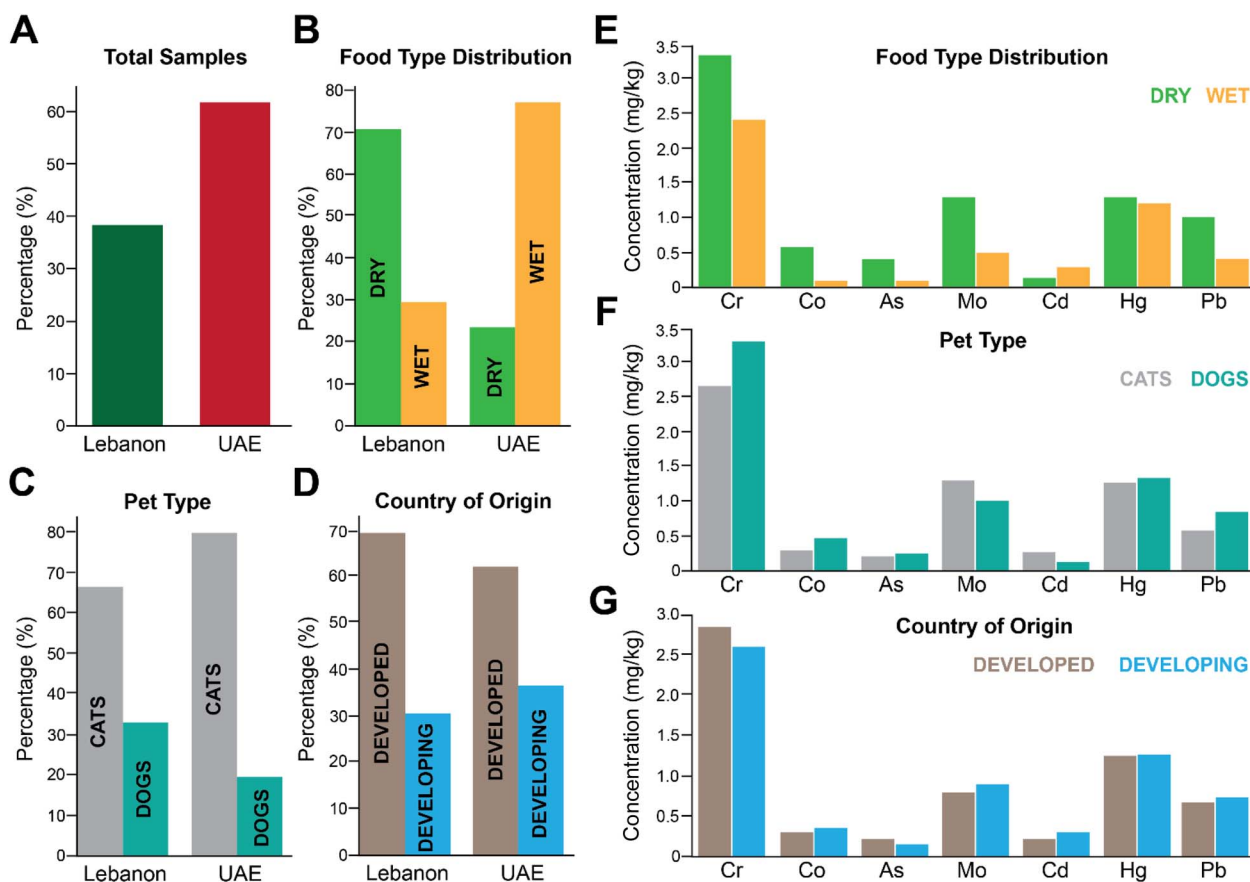 A
Total Samples
Percentage (%)
60
50
40
30
20
10
0
Lebanon UAE
B
Food Type Distribution
Percentage (%)
80
70
60
50
40
30
20
10
0
DRY
WET
DRY
WET
Lebanon UAE
C
Pet Type
Percentage (%)
80
70
60
50
40
30
20
10
0
CATS
DOGS
CATS
DOGS
Lebanon UAE
D
Country of Origin
Percentage (%)
70
60
50
40
30
20
10
0
DEVELOPED
DEVELOPING
DEVELOPED
DEVELOPING
Lebanon UAE
E
Food Type Distribution
DRY WET
Concentration (mg/kg)
3.5
3.0
2.5
2.0
1.5
1.0
0.5
0
Cr Co As Mo Cd Hg Pb
F
Pet Type
CATS DOGS
Concentration (mg/kg)
3.5
3.0
2.5
2.0
1.5
1.0
0.5
0
Cr Co As Mo Cd Hg Pb
G
Country of Origin
DEVELOPED DEVELOPING
Concentration (mg/kg)
3.0
2.5
2.0
1.5
1.0
0.5
0
Cr Co As Mo Cd Hg Pb